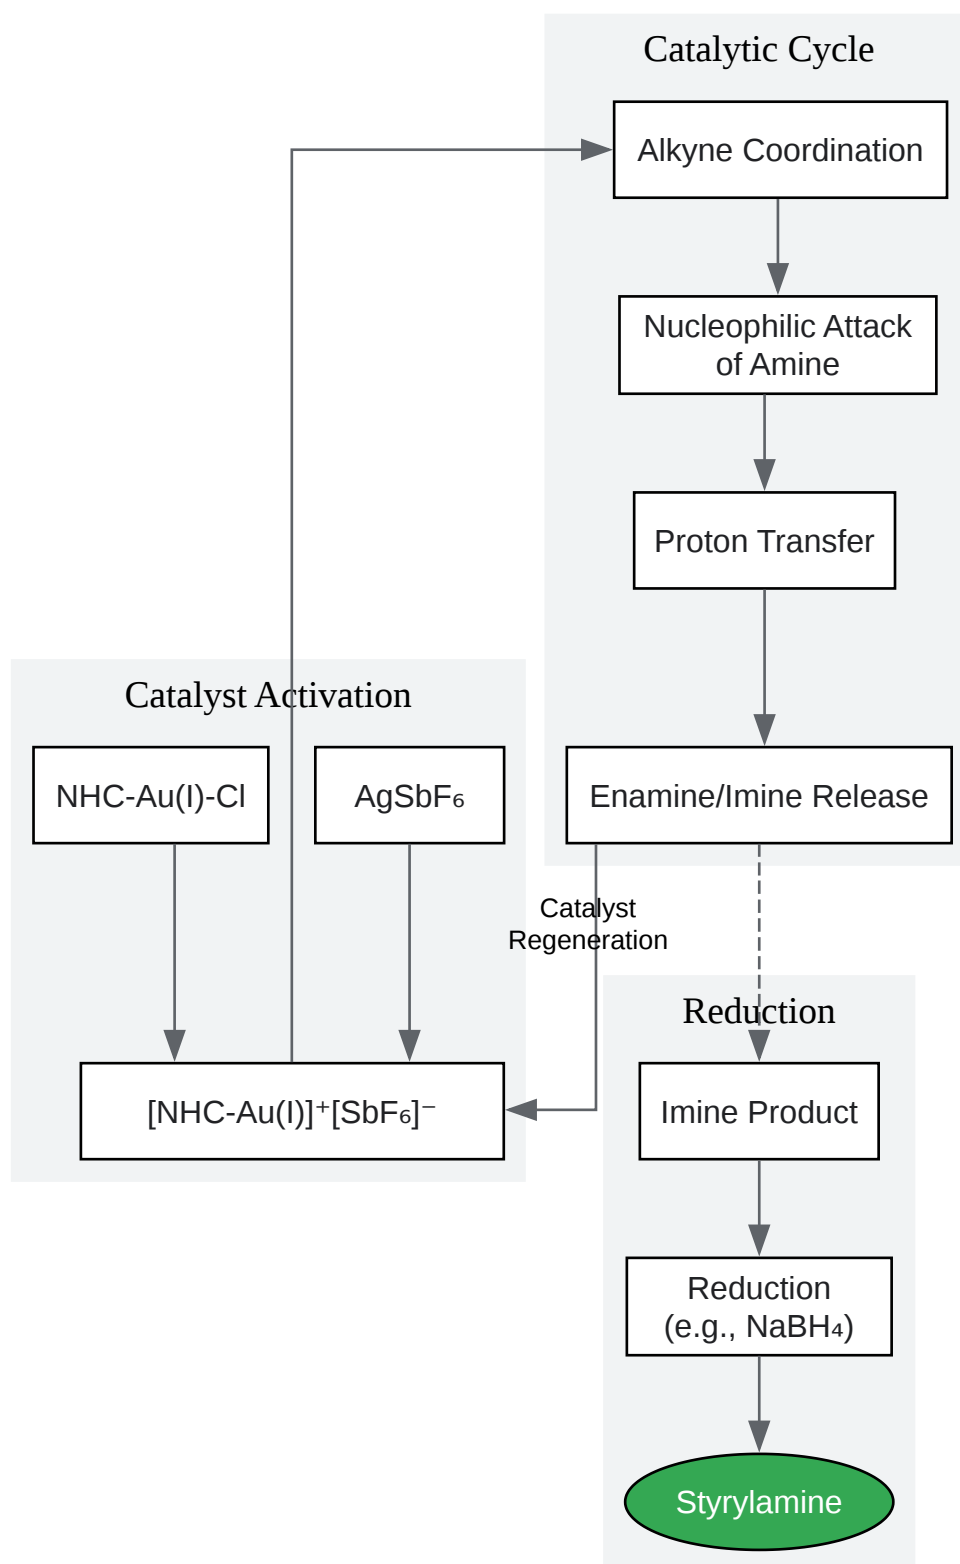 Catalytic Cycle
Alkyne Coordination
Nucleophilic Attack
of Amine
Proton Transfer
Catalyst Activation
NHC-Au(I)-Cl
AgSbF₆
Enamine/Imine Release
Catalyst
Regeneration
Reduction
[NHC-Au(I)]⁺[SbF₆]⁻
Imine Product
Reduction
(e.g., NaBH₄)
Styrylamine